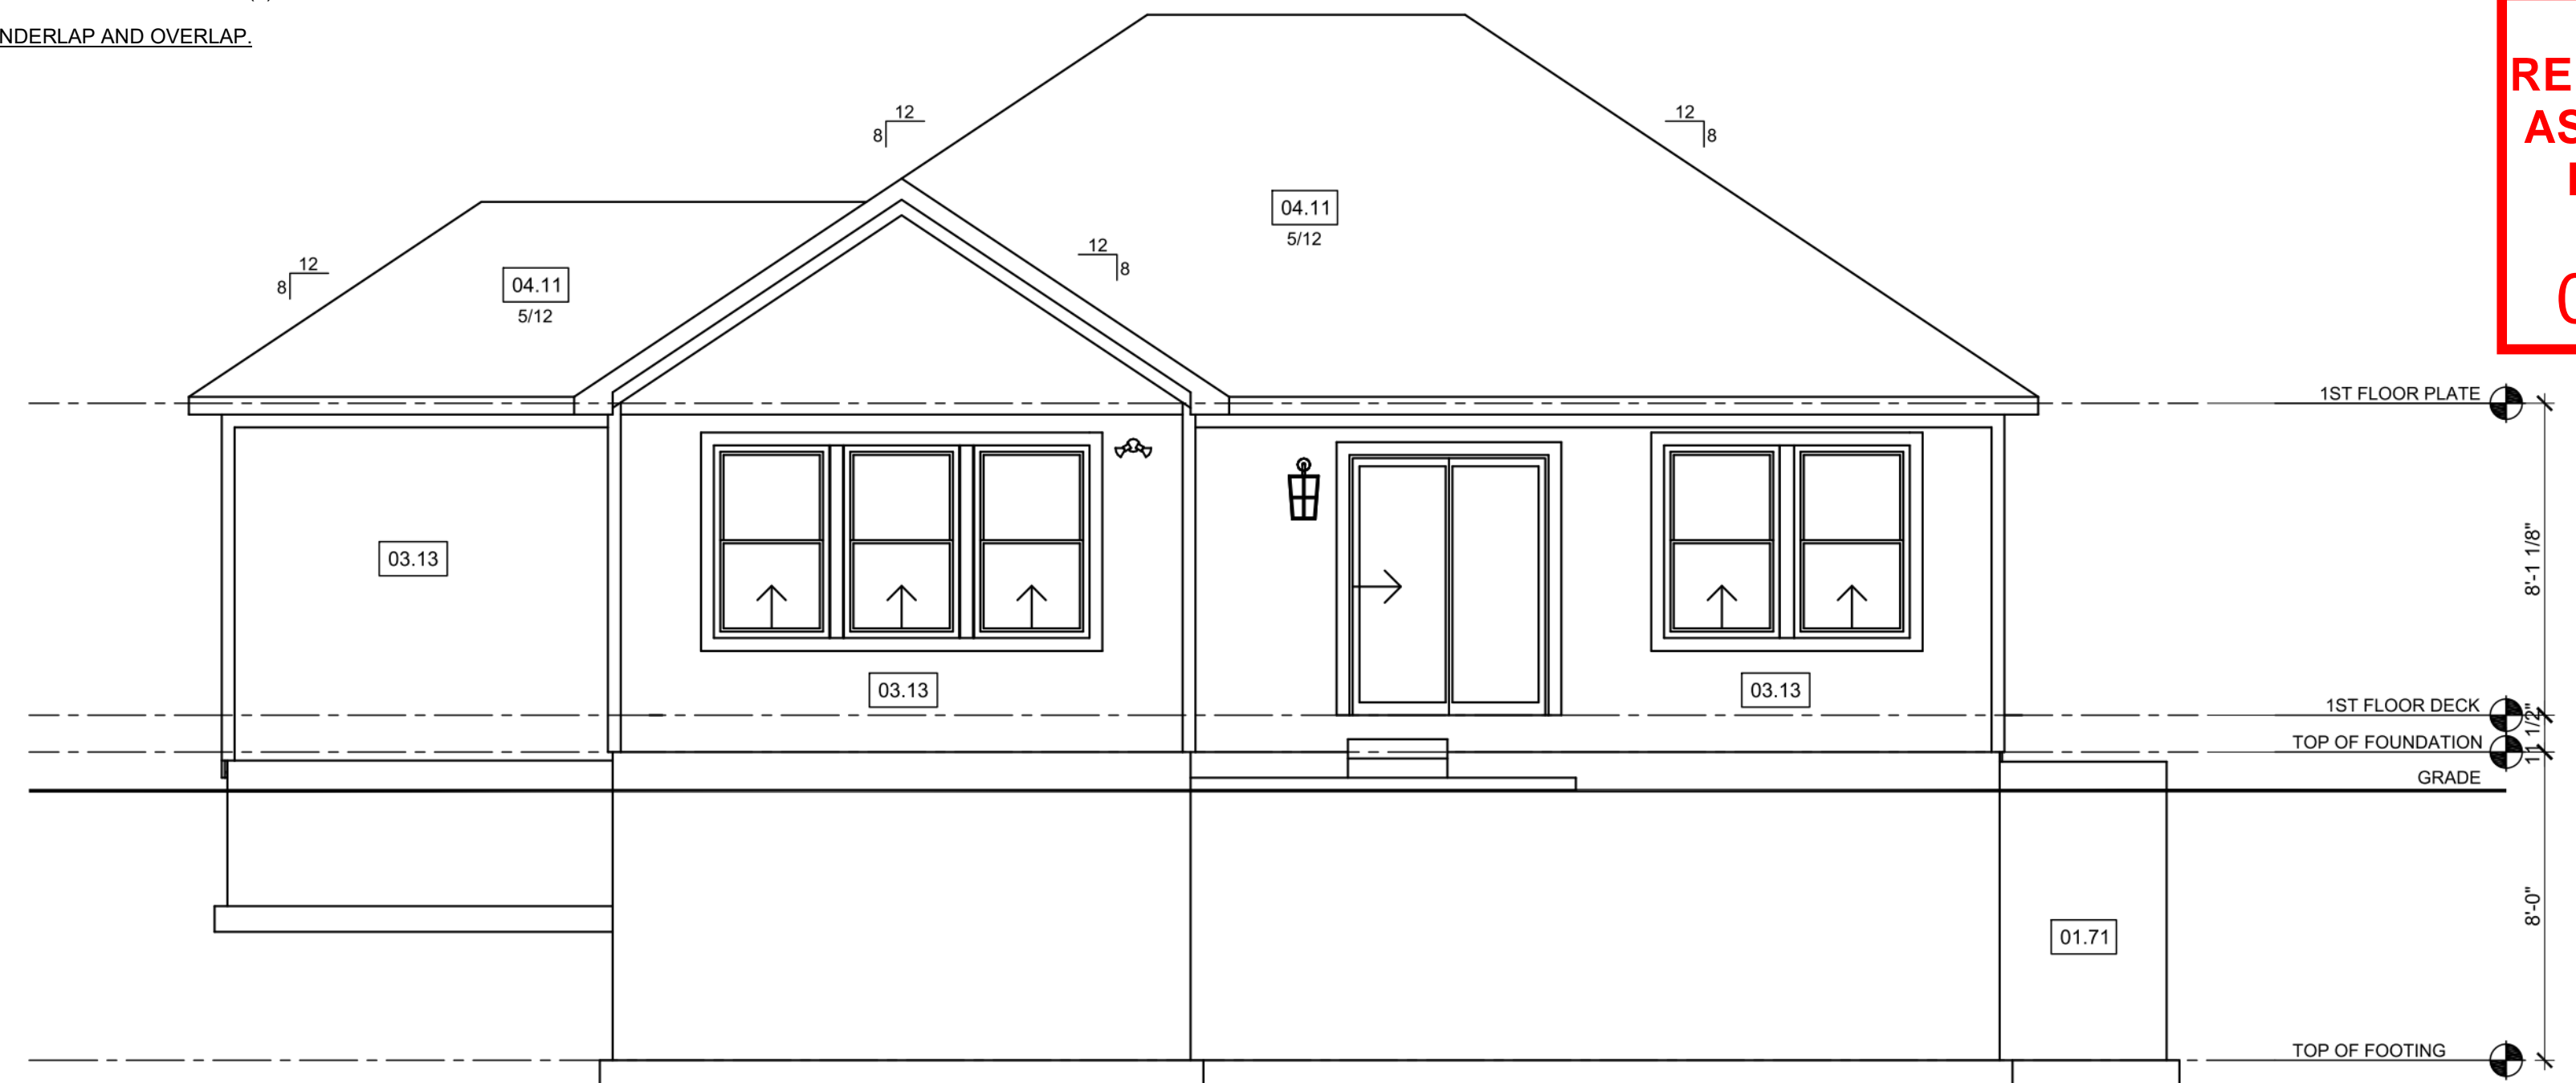 NDERLAP AND OVERLAP.
RE
AS
12
8
12
8
04.11
5/12
12
8
12
8
04.11
5/12
1ST FLOOR PLATE
03.13
8'-1 1/8"
03.13
03.13
1ST FLOOR DECK
11 1/2"
TOP OF FOUNDATION
GRADE
8'-0"
01.71
TOP OF FOOTING